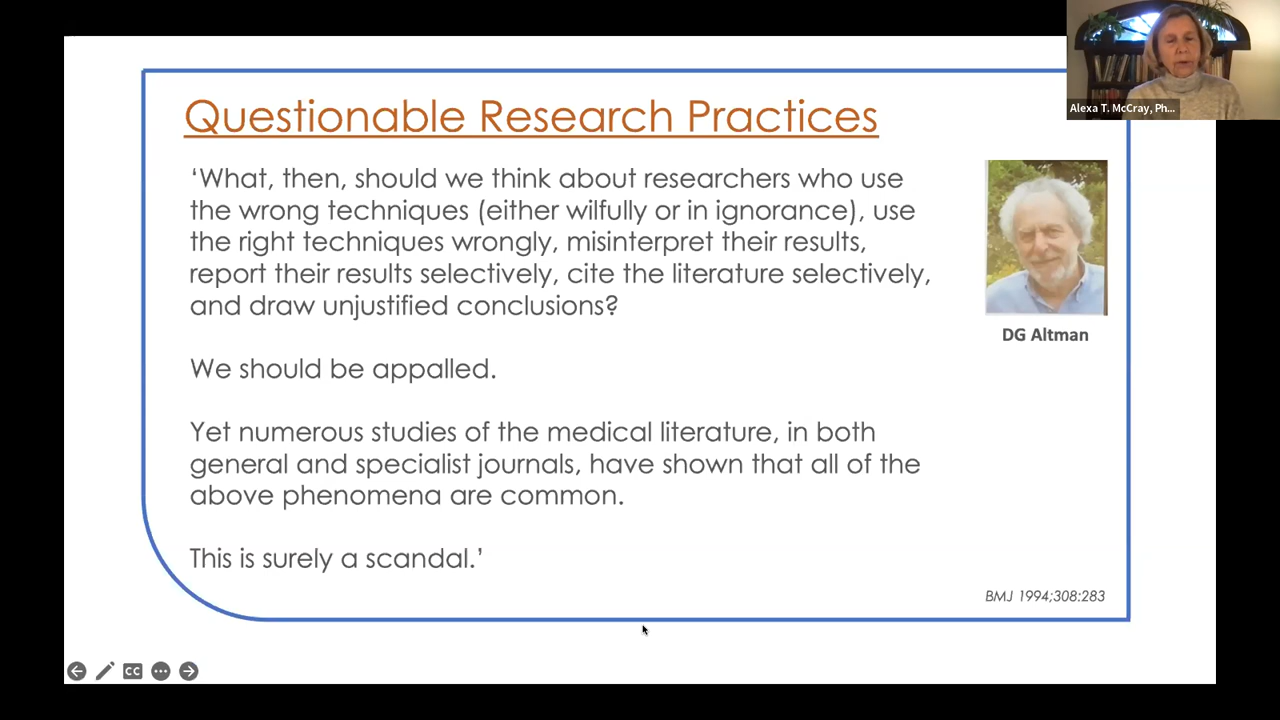 Questionable Research Practices
‘What, then, should we think about researchers who use
the wrong techniques (either wilfully or in ignorance), use
the right techniques wrongly, misinterpret their results,
report their results selectively, cite the literature selectively,
and draw unjustified conclusions?
We should be appalled.
Yet numerous studies of the medical literature, in both
general and specialist journals, have shown that all of the
above phenomena are common.
This is surely a scandal.’
DG Altman
BMJ 1994;308:283
Alexa T. McCray, Ph...
CC